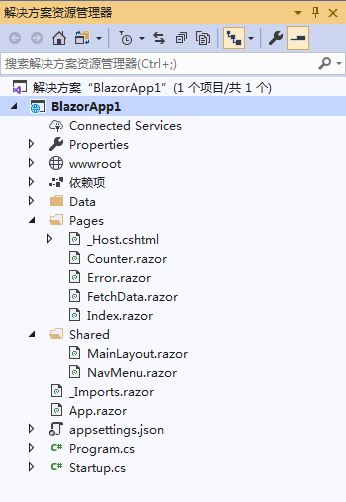 解决方案资源管理器
搜索解决方案资源管理器(Ctrl+;)
解决方案 "BlazorApp1" (1 个项目/共 1 个)
BlazorApp1
Connected Services
Properties
wwwroot
依赖项
Data
Pages
_Host.cshtml
Counter.razor
Error.razor
FetchData.razor
Index.razor
Shared
MainLayout.razor
NavMenu.razor
_Imports.razor
App.razor
appsettings.json
C# Program.cs
C# Startup.cs